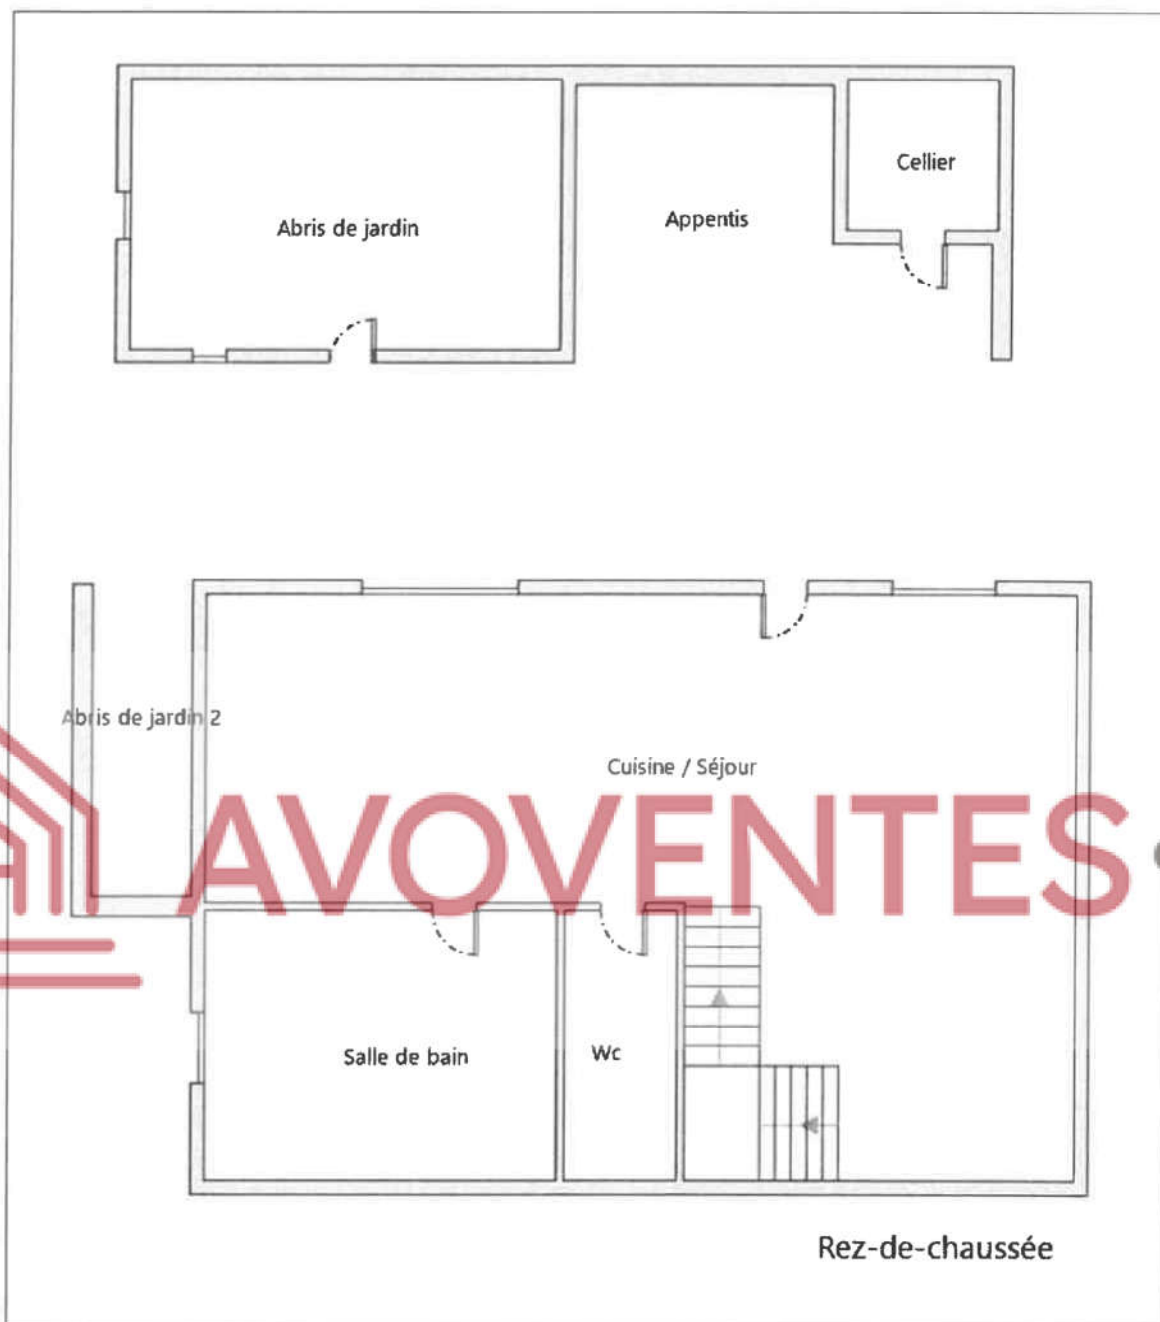 Cellier
Appentis
Abris de jardin
Abris de jardin 2
Cuisine / Séjour
AVOVENTES
Salle de bain
Wc
Rez-de-chaussée